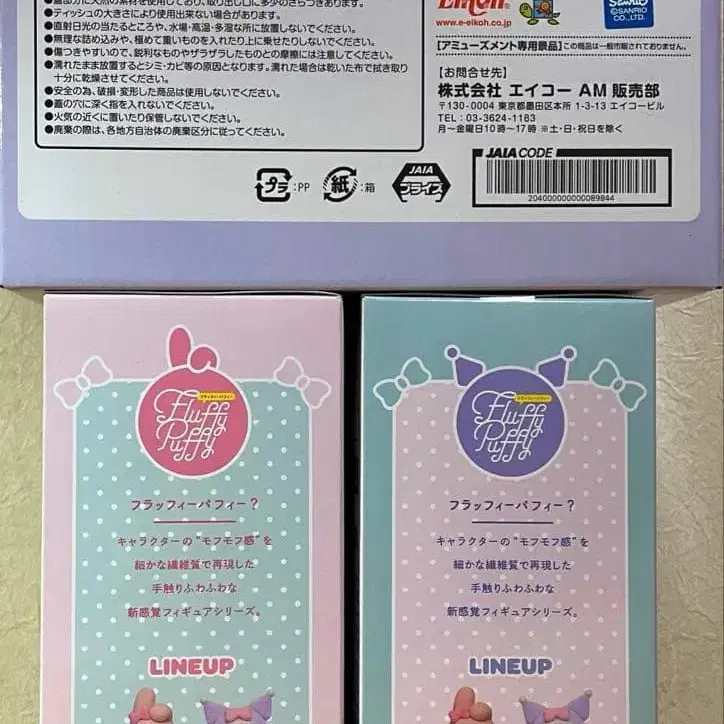 ●ティッシュの大きさにより使用出来ない場合があります。
●直射日光の当たるところや、水場・高温・多湿な所に放置しないでください。
●無理な詰め込みや、極めて重いものを入れたり上に乗せたりしないでください。
●傷つきやすいので、鋭利なものやザラザラしたものとの摩擦には注意してください。
●濡れたまま放置するとシミ・カビ等の原因となります。濡れた場合は乾いた布で拭き取り
十分に乾燥させてください。
●安全の為、破損・変形した商品は使用しないでください。
●蓋の穴に深く指を入れないでください。
●火気の近くに置いたり保管しないでください。
●廃棄の際は、各地方自治体の廃棄区分に従ってください。
Eikoh
www.e-eikoh.co.jp
Sanrio
©SANRIO
CO.,LTD.
【アミューズメント専用景品】この商品は一般市販されておりません。
【お問合せ先】
株式会社 エイコー AM 販売部
〒130-0004 東京都墨田区本所 1-3-13 エイコービル
TEL：03-3624-1183
月～金曜日10時～17時 ※土・日・祝日を除く
プラ：PP
紙：箱
JAIA
プライズ
JAIA CODE
204000000000089844
フラッフィーパフィー
Fluffy
Puffy
フラッフィーパフィー？
キャラクターの“モフモフ感”を
細かな繊維質で再現した
手触りふわふわな
新感覚フィギュアシリーズ。
LINEUP
フラッフィーパフィー
Fluffy
Puffy
フラッフィーパフィー？
キャラクターの“モフモフ感”を
細かな繊維質で再現した
手触りふわふわな
新感覚フィギュアシリーズ。
LINEUP